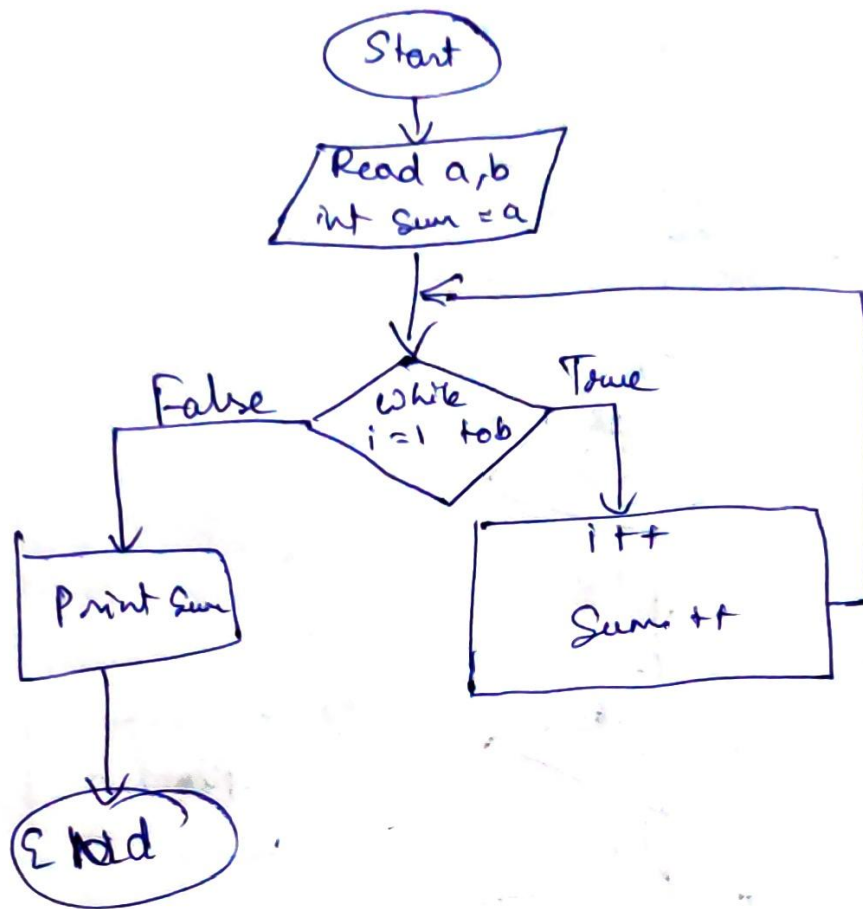 Start
Read a, b
int sum = a
While
i = 1 to b
False
True
i ++
Sum ++
Print Sum
End